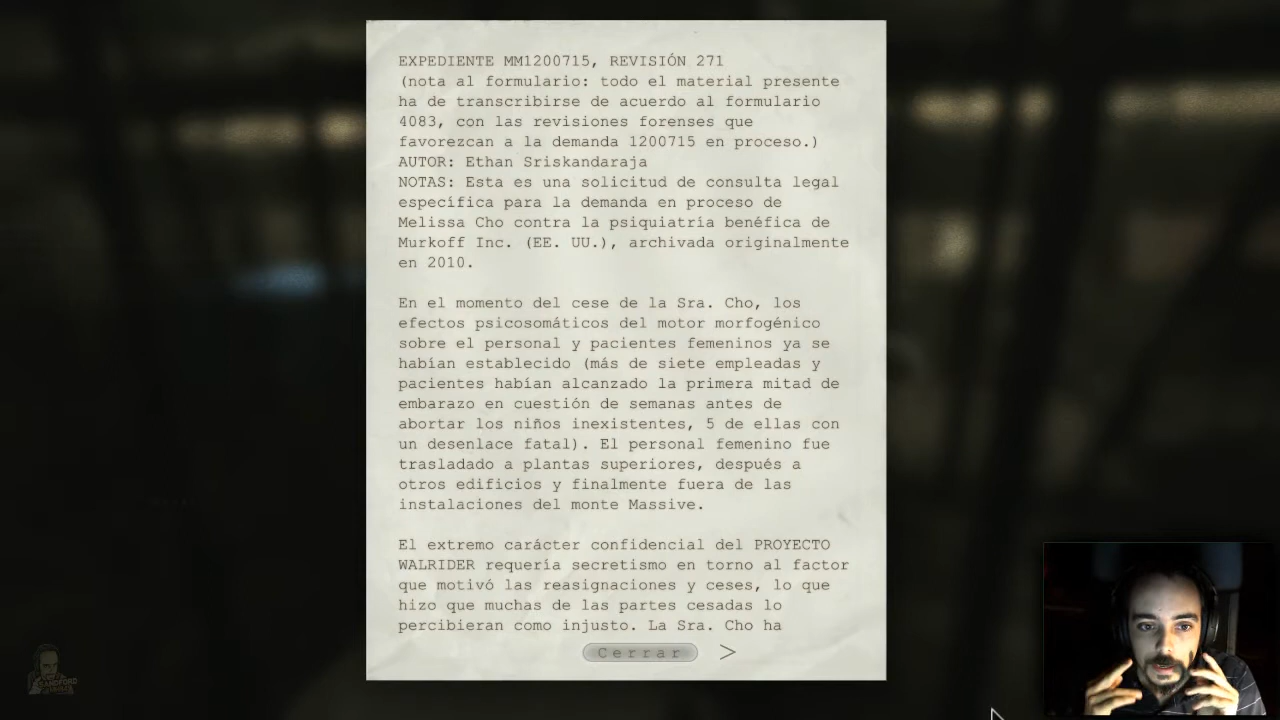 EXPEDIENTE MM1200715, REVISIÓN 271
(nota al formulario: todo el material presente
ha de transcribirse de acuerdo al formulario
4083, con las revisiones forenses que
favorezcan a la demanda 1200715 en proceso.)
AUTOR: Ethan Sriskandaraja
NOTAS: Esta es una solicitud de consulta legal
específica para la demanda en proceso de
Melissa Cho contra la psiquiatría benéfica de
Murkoff Inc. (EE. UU.), archivada originalmente
en 2010.
En el momento del cese de la Sra. Cho, los
efectos psicosomáticos del motor morfogénico
sobre el personal y pacientes femeninos ya se
habían establecido (más de siete empleadas y
pacientes habían alcanzado la primera mitad de
embarazo en cuestión de semanas antes de
abortar los niños inexistentes, 5 de ellas con
un desenlace fatal). El personal femenino fue
trasladado a plantas superiores, después a
otros edificios y finalmente fuera de las
instalaciones del monte Massive.
El extremo carácter confidencial del PROYECTO
WALRIDER requería secretismo en torno al factor
que motivó las reasignaciones y ceses, lo que
hizo que muchas de las partes cesadas lo
percibieran como injusto. La Sra. Cho ha
Cerrar >